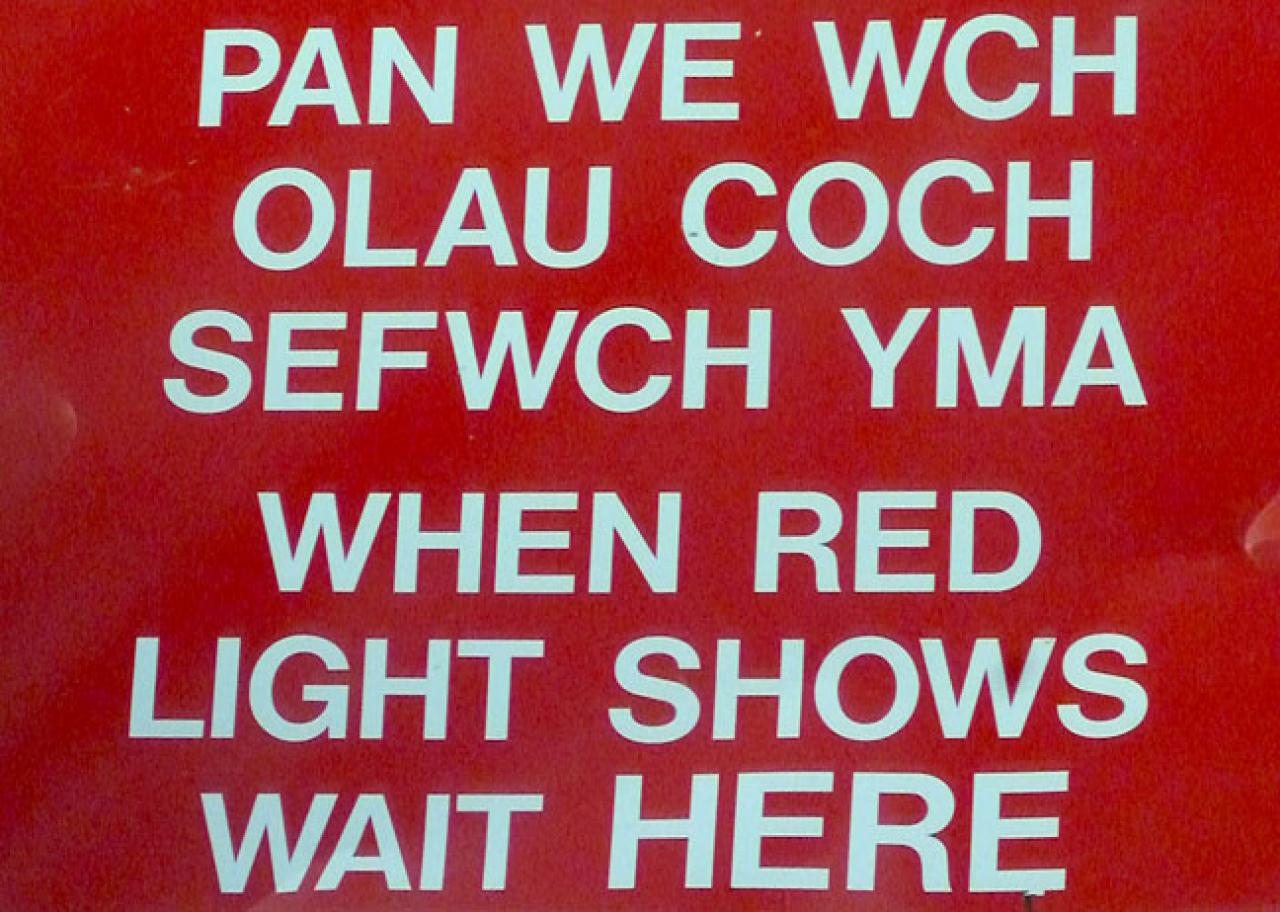 PAN WE WCH
OLAU COCH
SEFWCH YMA
WHEN RED
LIGHT SHOWS
WAIT HERE